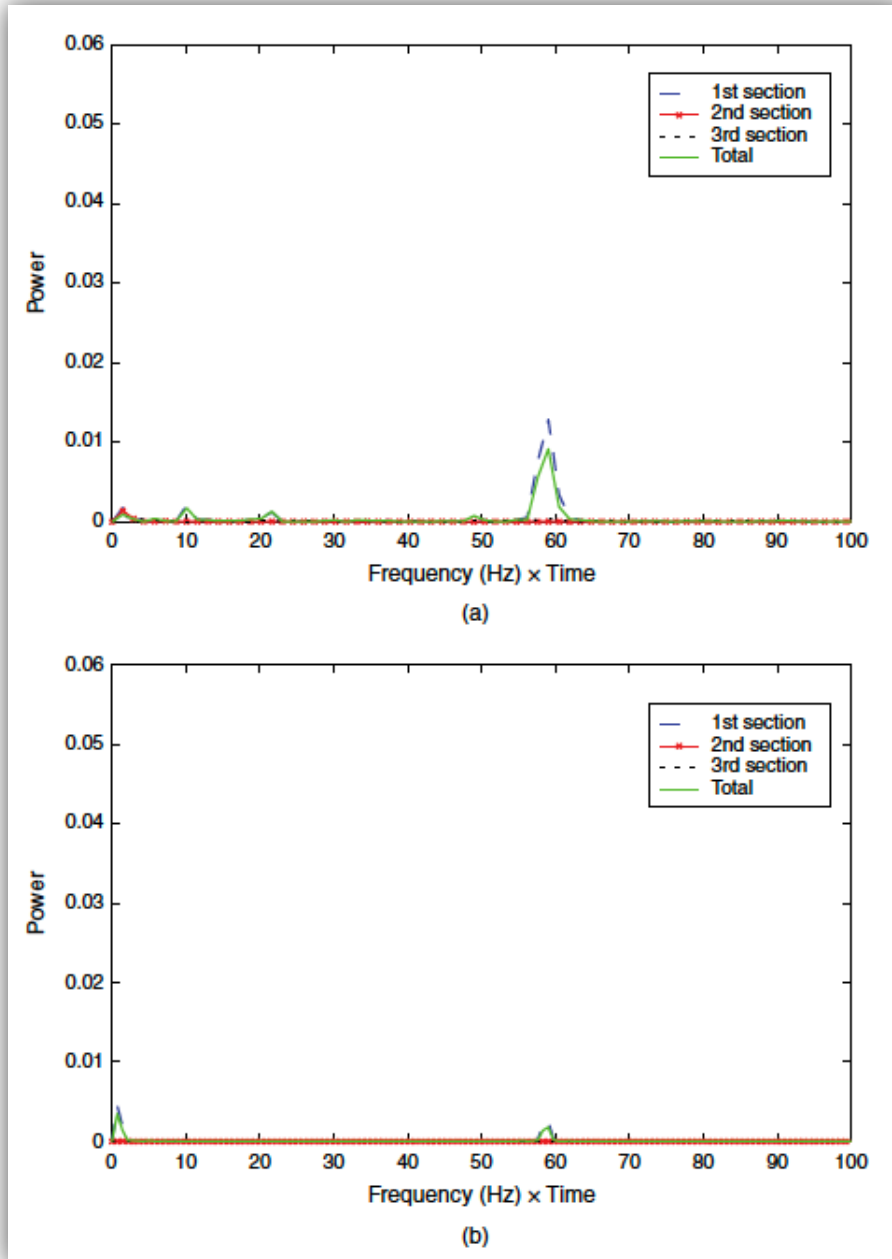 0.06
0.05
0.04
0.03
0.02
0.01
0
Power
1st section
2nd section
3rd section
Total
0 10 20 30 40 50 60 70 80 90 100
Frequency (Hz) × Time
(a)
0.06
0.05
0.04
0.03
0.02
0.01
0
Power
1st section
2nd section
3rd section
Total
0 10 20 30 40 50 60 70 80 90 100
Frequency (Hz) × Time
(b)